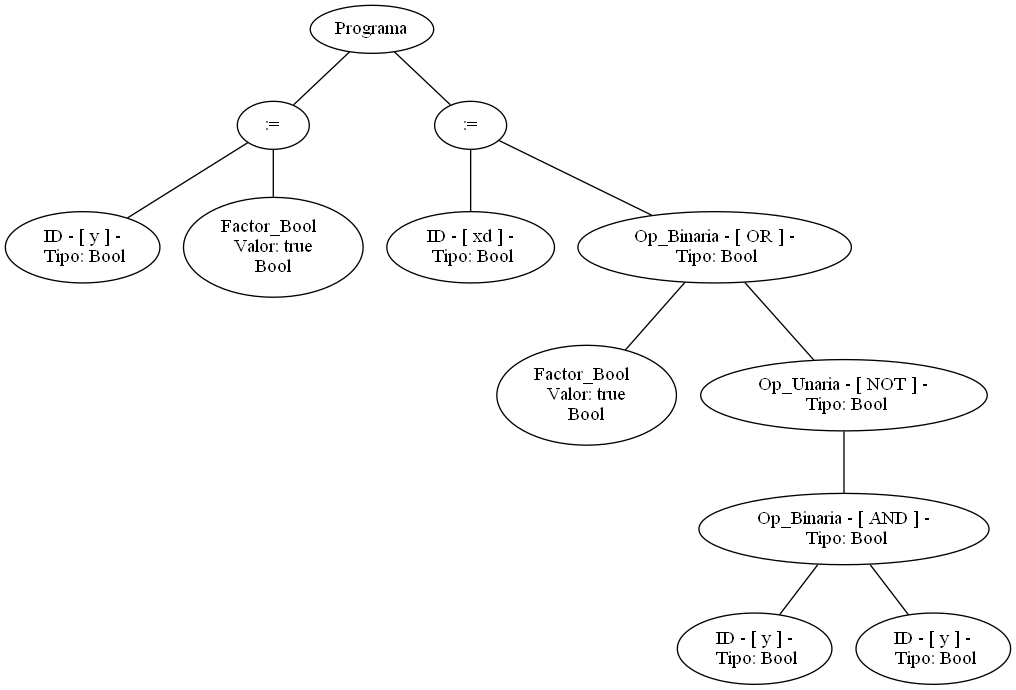 Programa
:=
:=
ID - [ y ] -
Tipo: Bool
Factor_Bool
Valor: true
Bool
ID - [ xd ] -
Tipo: Bool
Op_Binaria - [ OR ] -
Tipo: Bool
Factor_Bool
Valor: true
Bool
Op_Unaria - [ NOT ] -
Tipo: Bool
Op_Binaria - [ AND ] -
Tipo: Bool
ID - [ y ] -
Tipo: Bool
ID - [ y ] -
Tipo: Bool